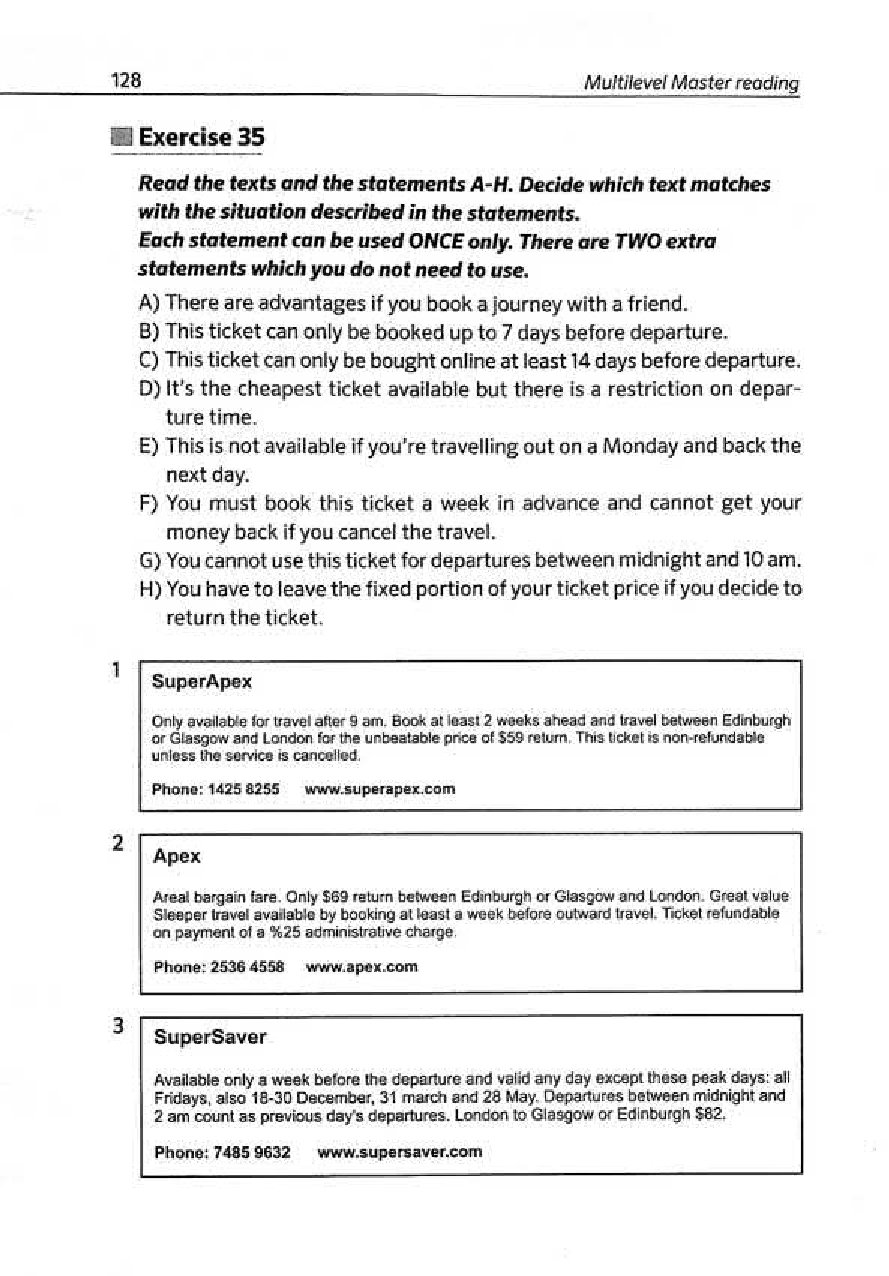 128
Multilevel Master reading
Exercise 35
Read the texts and the statements A-H. Decide which text matches
with the situation described in the statements.
Each statement can be used ONCE only. There are TWO extra
statements which you do not need to use.
A) There are advantages if you book a journey with a friend.
B) This ticket can only be booked up to 7 days before departure.
C) This ticket can only be bought online at least 14 days before departure.
D) It's the cheapest ticket available but there is a restriction on depar-
ture time.
E) This is not available if you're travelling out on a Monday and back the
next day.
F) You must book this ticket a week in advance and cannot get your
money back if you cancel the travel.
G) You cannot use this ticket for departures between midnight and 10 am.
H) You have to leave the fixed portion of your ticket price if you decide to
return the ticket.
1
SuperApex
Only available for travel after 9 am. Book at least 2 weeks ahead and travel between Edinburgh
or Glasgow and London for the unbeatable price of $59 return. This ticket is non-refundable
unless the service is cancelled.
Phone: 1425 8255 www.superapex.com
2
Apex
Areal bargain fare. Only $69 return between Edinburgh or Glasgow and London. Great value
Sleeper travel available by booking at least a week before outward travel. Ticket refundable
on payment of a %25 administrative charge.
Phone: 2536 4558 www.apex.com
3
SuperSaver
Available only a week before the departure and valid any day except these peak days: all
Fridays, also 18-30 December, 31 march and 28 May. Departures between midnight and
2 am count as previous day's departures. London to Glasgow or Edinburgh $82.
Phone: 7485 9632 www.supersaver.com